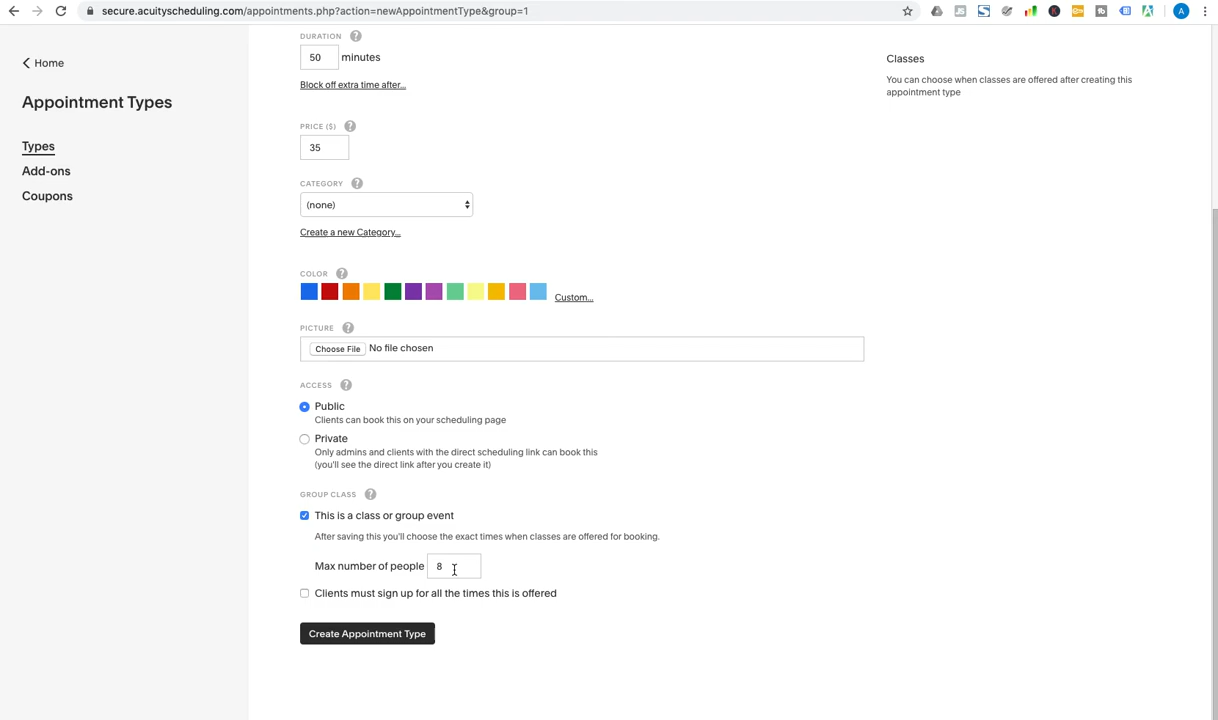 secure.acuityscheduling.com/appointments.php?action=newAppointmentType&group=1
A
Home
Appointment Types
Types
Add-ons
Coupons
DURATION ?
50 minutes
Block off extra time after...
PRICE ($) ?
35
CATEGORY ?
(none)
Create a new Category...
COLOR ?
Custom...
PICTURE ?
Choose File No file chosen
ACCESS ?
Public
Clients can book this on your scheduling page
Private
Only admins and clients with the direct scheduling link can book this
(you'll see the direct link after you create it)
GROUP CLASS ?
This is a class or group event
After saving this you'll choose the exact times when classes are offered for booking.
Max number of people 8
Clients must sign up for all the times this is offered
Create Appointment Type
Classes
You can choose when classes are offered after creating this
appointment type